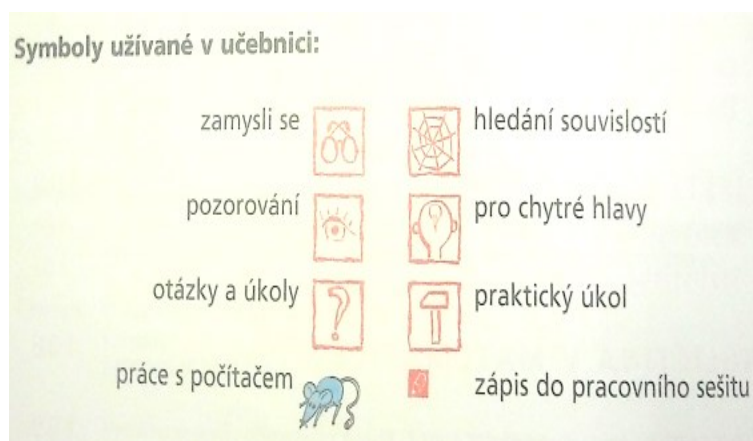 Symboly užívané v učebnici:
zamysli se
hledání souvislostí
pozorování
pro chytré hlavy
otázky a úkoly
praktický úkol
práce s počítačem
zápis do pracovního sešitu